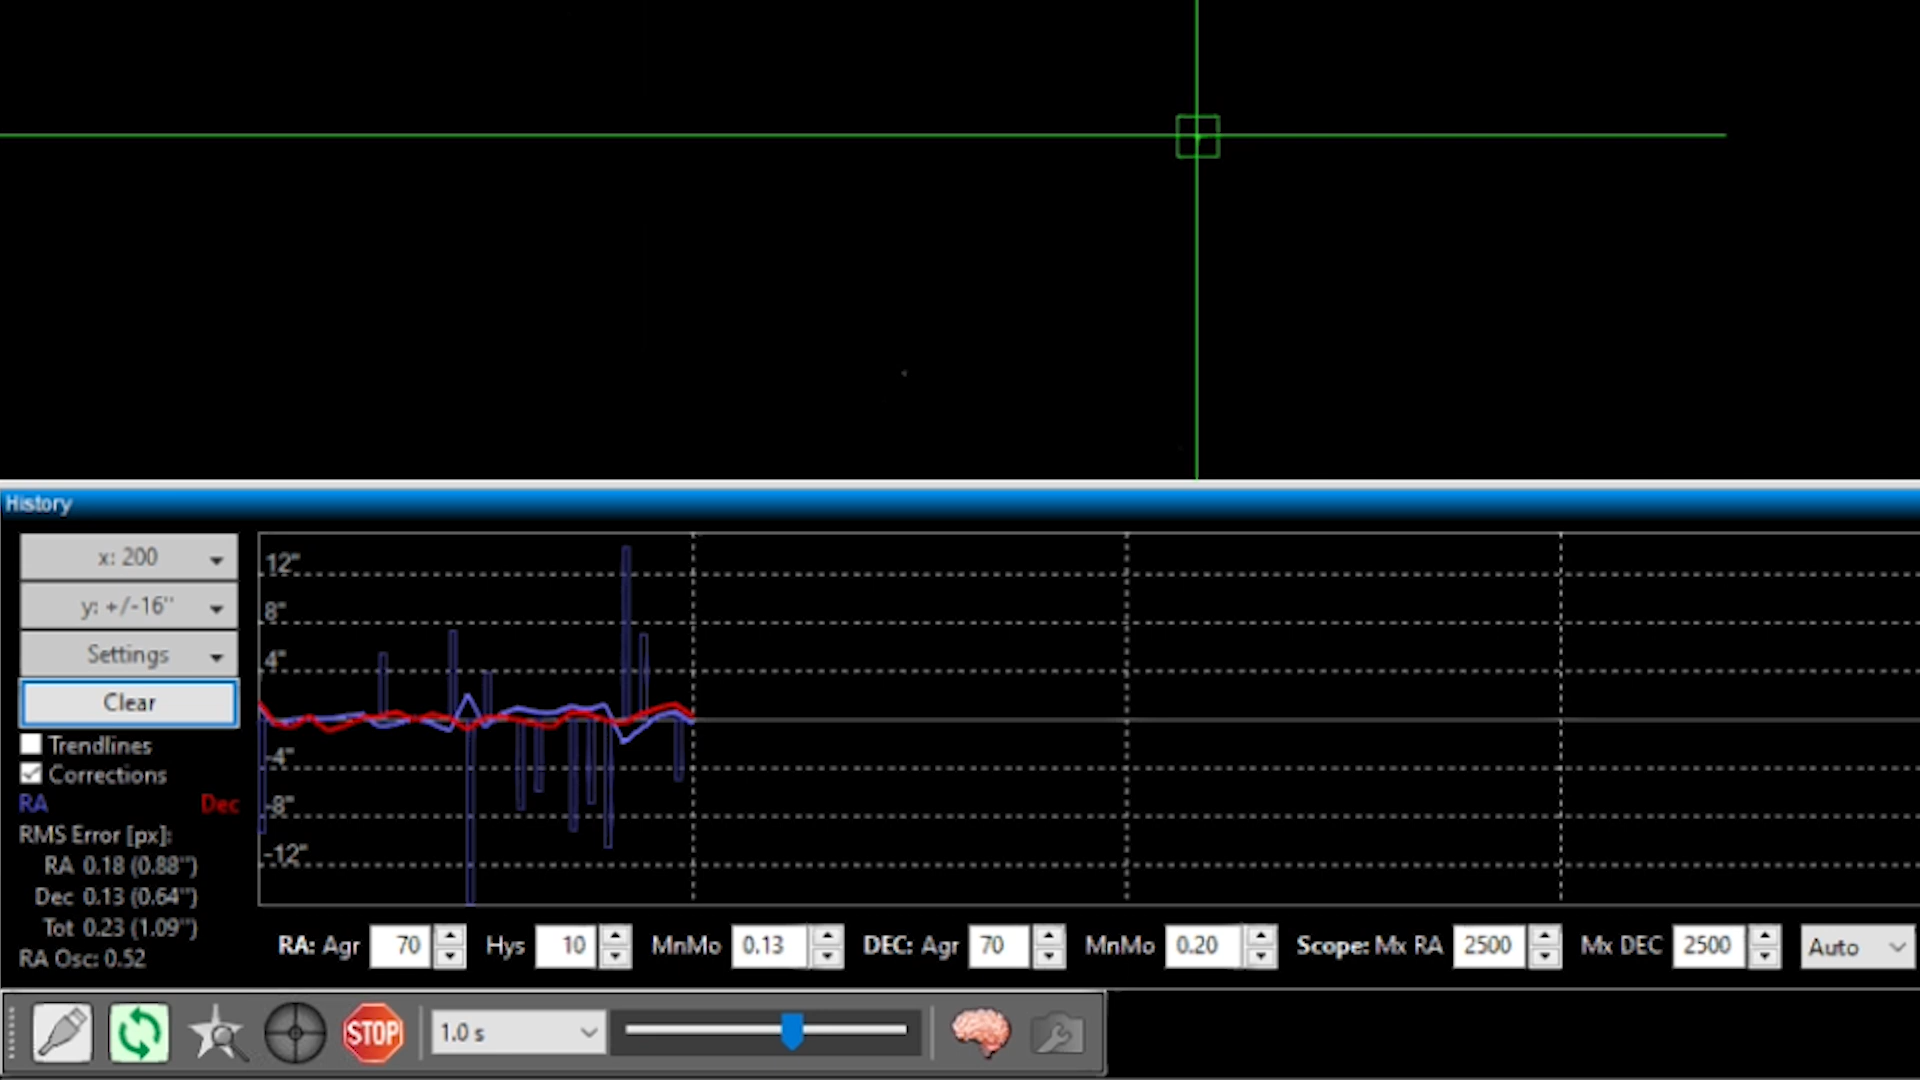 History
x: 200
y: +/-16"
Settings
Clear
Trendlines
Corrections
RA Dec
RMS Error [px]:
RA 0.18 (0.88")
Dec 0.13 (0.64")
Tot 0.23 (1.09")
RA Osc: 0.52
12"
8"
4"
-4"
-8"
-12"
RA: Agr 70 Hys 10 MnMo 0.13 DEC: Agr 70 MnMo 0.20 Scope: Mx RA 2500 Mx DEC 2500 Auto
STOP 1.0 s